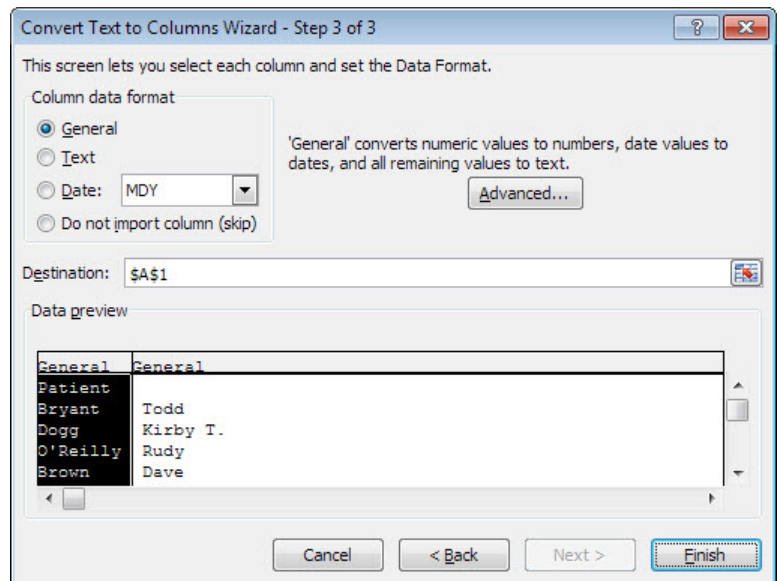 Convert Text to Columns Wizard - Step 3 of 3
This screen lets you select each column and set the Data Format.
Column data format
General
Text
Date: MDY
Do not import column (skip)
'General' converts numeric values to numbers, date values to
dates, and all remaining values to text.
Advanced...
Destination: $A$1
Data preview
General General
Patient
Bryant Todd
Dogg Kirby T.
O'Reilly Rudy
Brown Dave
Cancel < Back Next > Finish